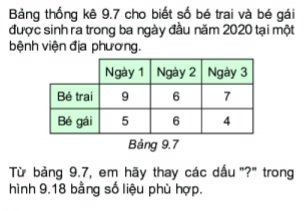 Bảng thống kê 9.7 cho biết số bé trai và bé gái
được sinh ra trong ba ngày đầu năm 2020 tại một
bệnh viện địa phương.
Ngày 1 Ngày 2 Ngày 3
Bé trai 9 6 7
Bé gái 5 6 4
Bảng 9.7
Từ bảng 9.7, em hãy thay các dấu "?" trong
hình 9.18 bằng số liệu phù hợp.